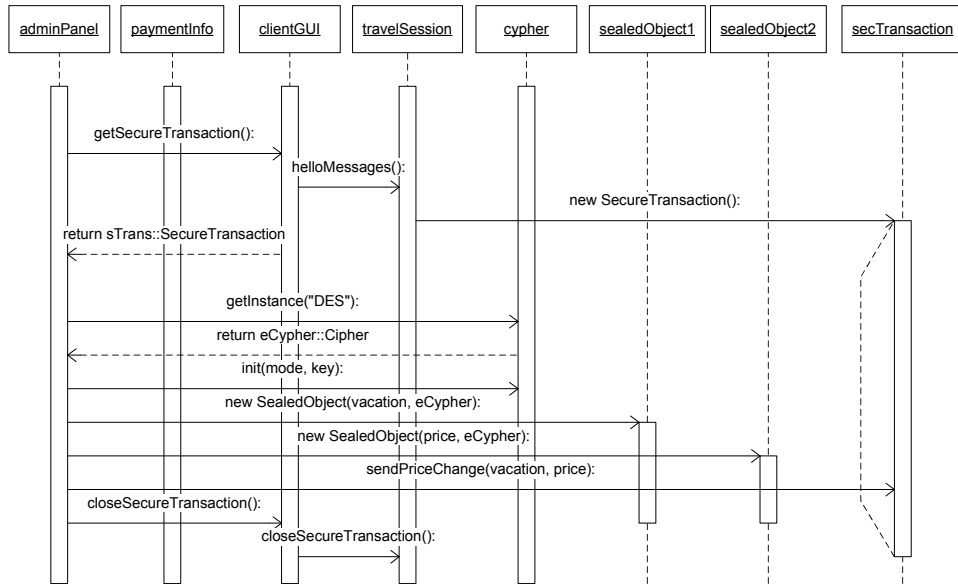 adminPanel
paymentInfo
clientGUI
travelSession
cypher
sealedObject1
sealedObject2
secTransaction
getSecureTransaction():
helloMessages():
new SecureTransaction():
return sTrans::SecureTransaction
getInstance("DES"):
return eCypher::Cipher
init(mode, key):
new SealedObject(vacation, eCypher):
new SealedObject(price, eCypher):
sendPriceChange(vacation, price):
closeSecureTransaction():
closeSecureTransaction():